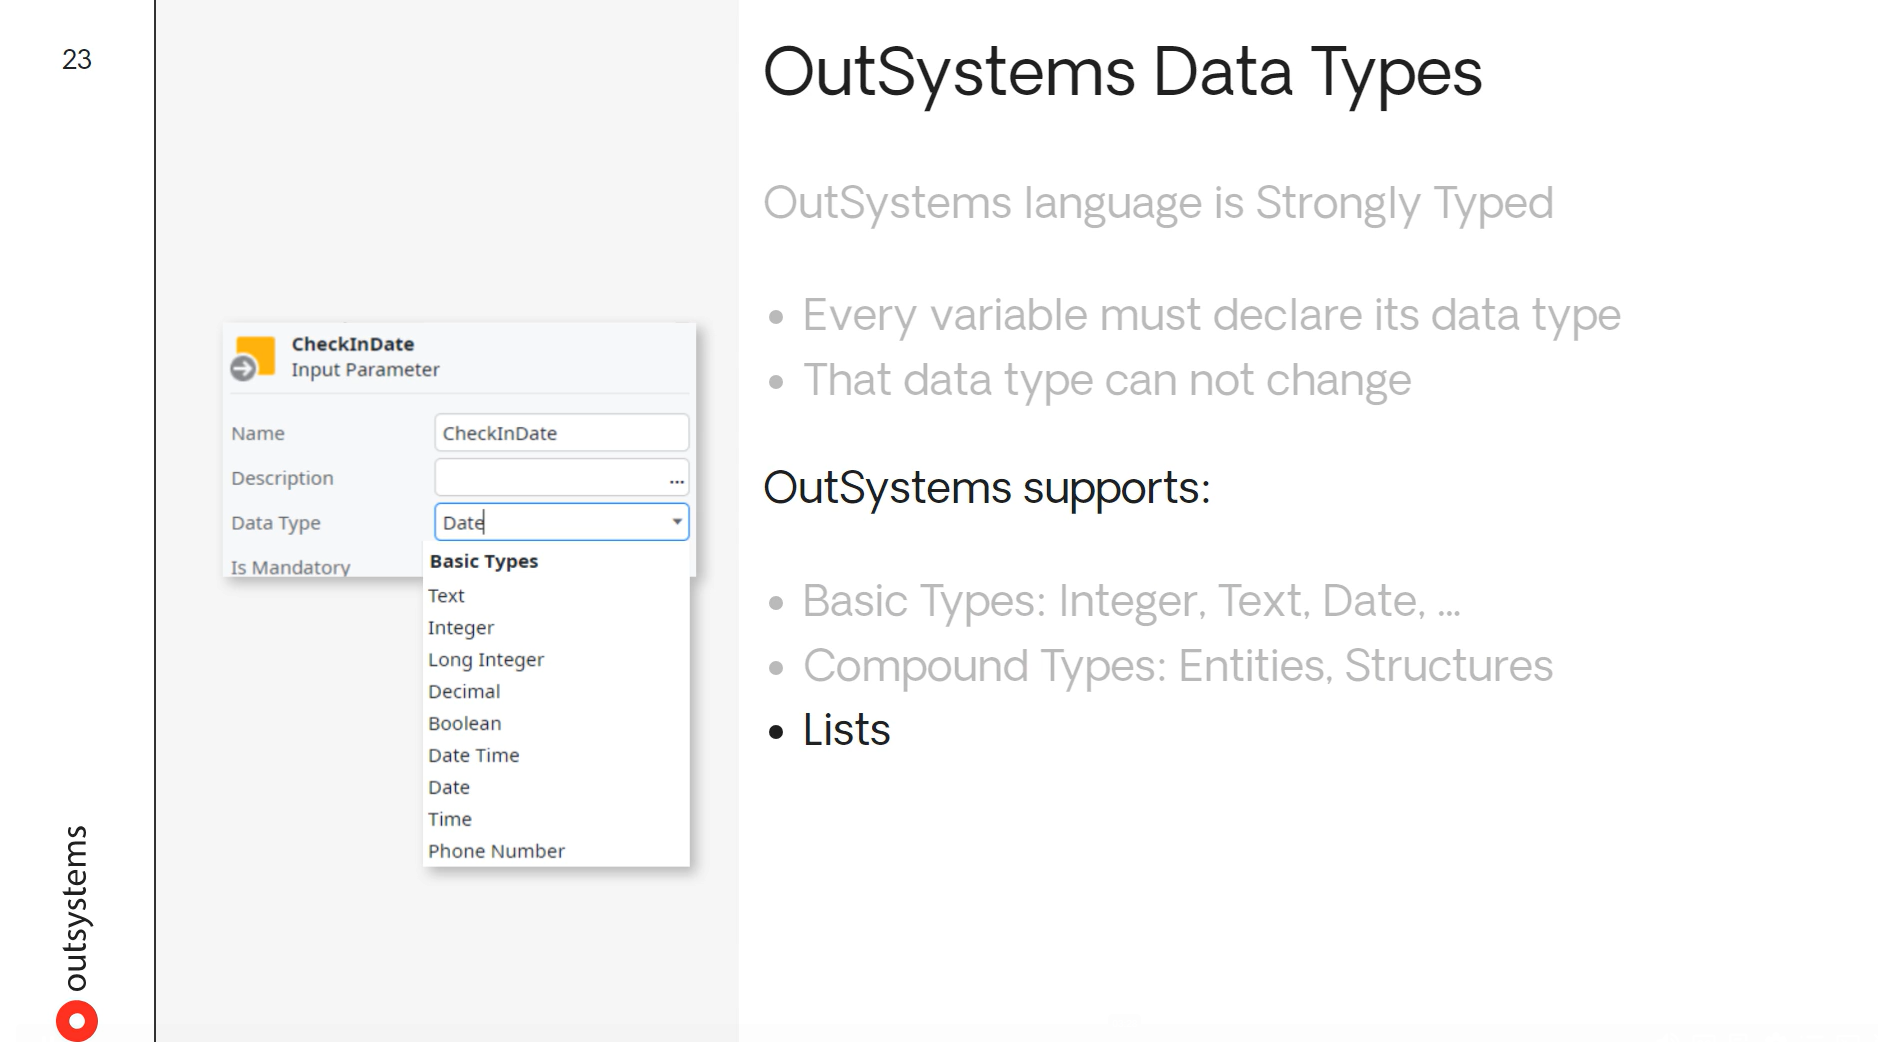 23
OutSystems Data Types
OutSystems language is Strongly Typed
• Every variable must declare its data type
• That data type can not change
OutSystems supports:
• Basic Types: Integer, Text, Date, ...
• Compound Types: Entities, Structures
• Lists
CheckInDate
Input Parameter
Name CheckInDate
Description ...
Data Type Date
Is Mandatory
Basic Types
Text
Integer
Long Integer
Decimal
Boolean
Date Time
Date
Time
Phone Number
outsystems